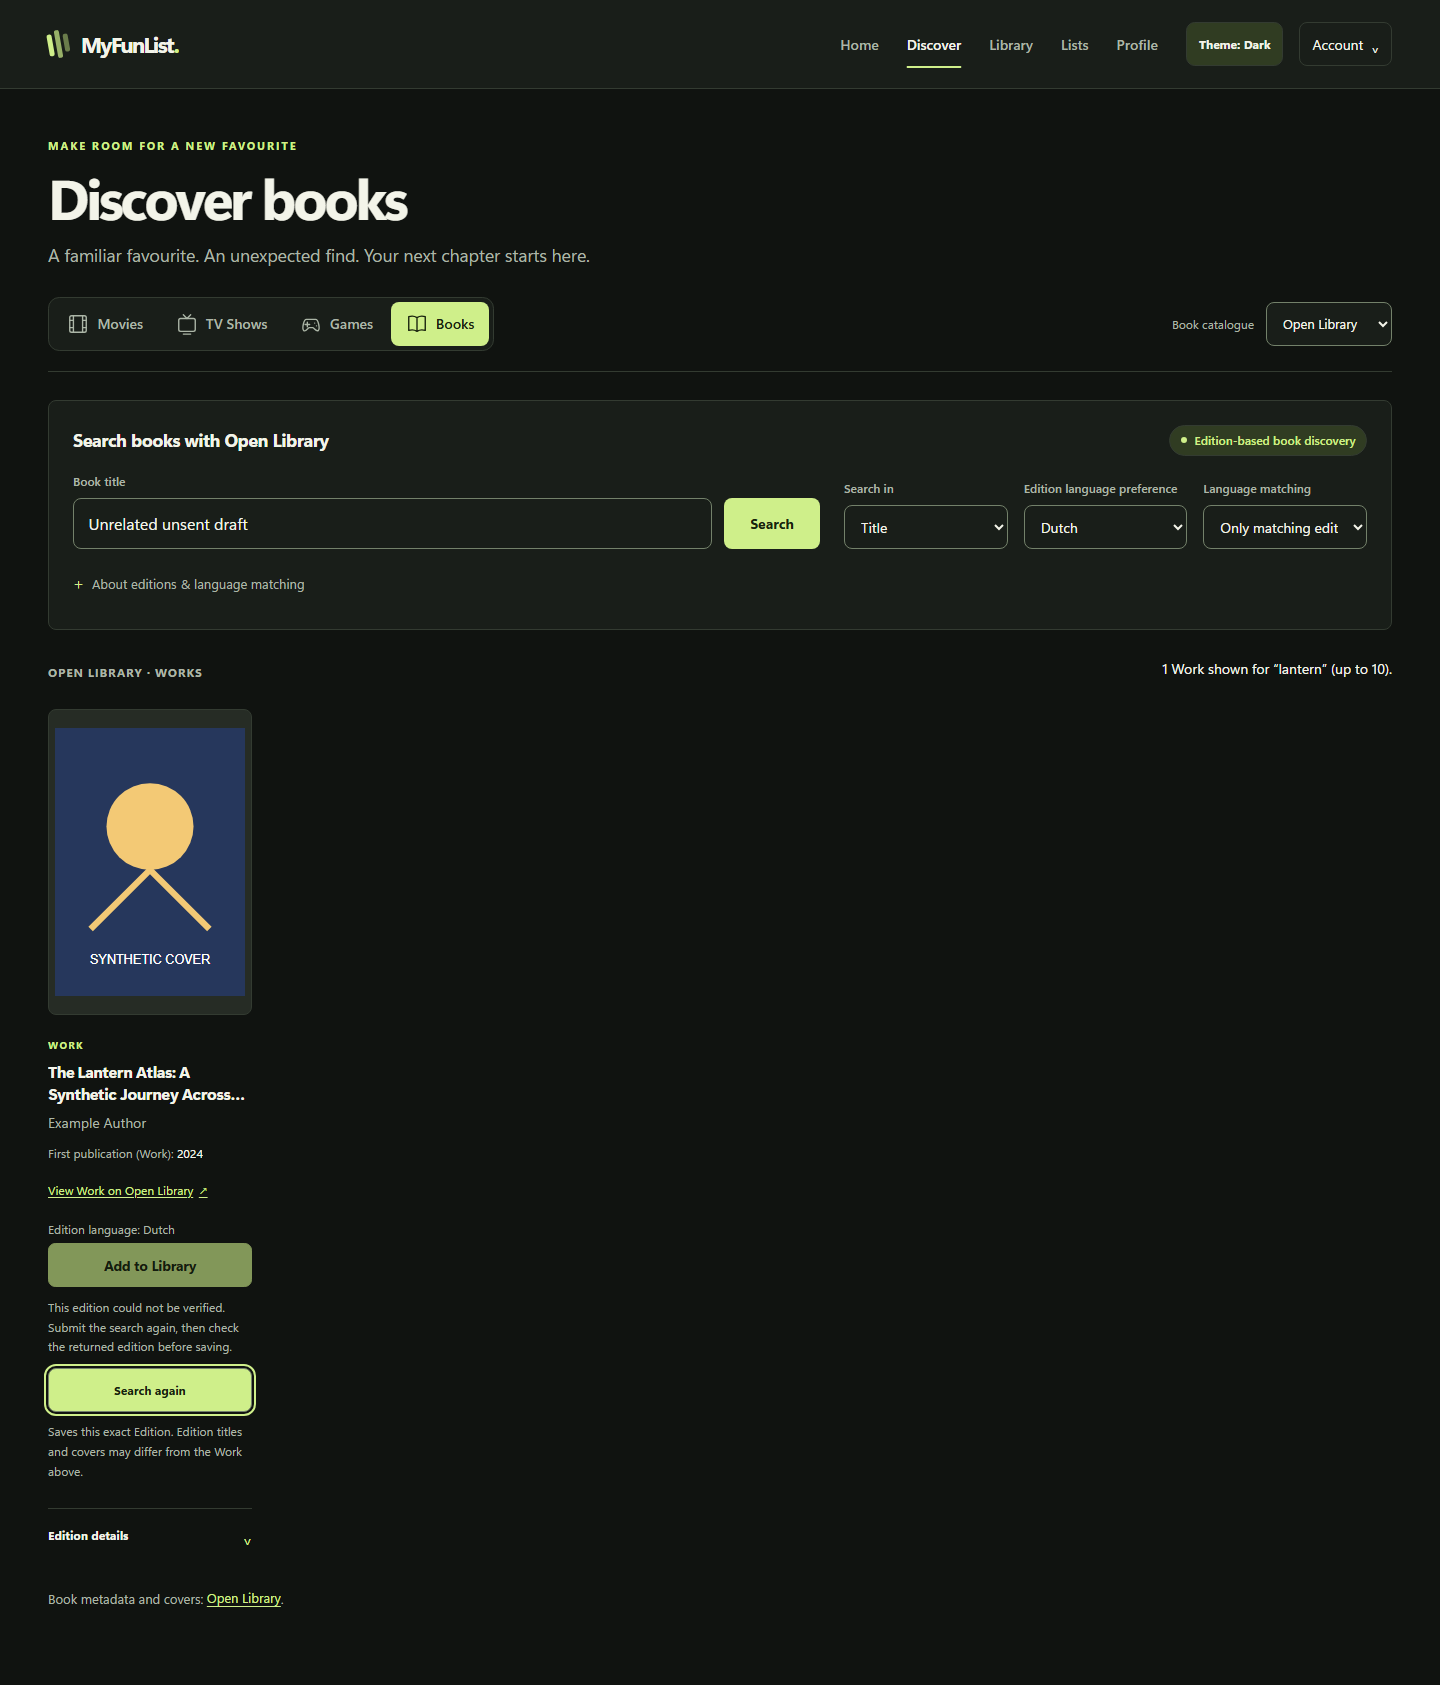 MyFunList.
Home
Discover
Library
Lists
Profile
Theme: Dark
Account
MAKE ROOM FOR A NEW FAVOURITE
Discover books
A familiar favourite. An unexpected find. Your next chapter starts here.
Movies
TV Shows
Games
Books
Book catalogue
Open Library
Search books with Open Library
Edition-based book discovery
Book title
Unrelated unsent draft
Search
Search in
Title
Edition language preference
Dutch
Language matching
Only matching edit
+ About editions & language matching
OPEN LIBRARY · WORKS
1 Work shown for “lantern” (up to 10).
SYNTHETIC COVER
WORK
The Lantern Atlas: A
Synthetic Journey Across…
Example Author
First publication (Work): 2024
View Work on Open Library ↗
Edition language: Dutch
Add to Library
This edition could not be verified.
Submit the search again, then check
the returned edition before saving.
Search again
Saves this exact Edition. Edition titles
and covers may differ from the Work
above.
Edition details
Book metadata and covers: Open Library.